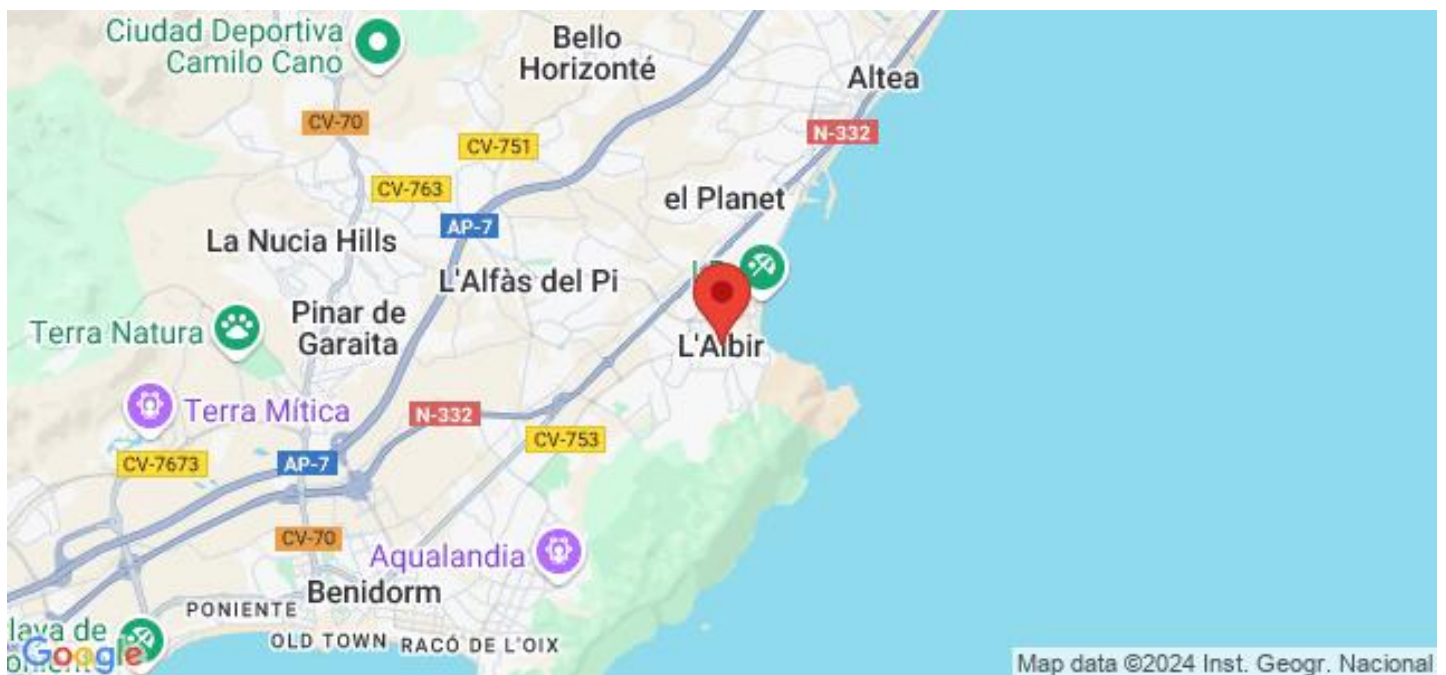 Ciudad Deportiva
Camilo Cano
Bello
Horizonté
Altea
CV-70
N-332
CV-751
CV-763
el Planet
AP-7
La Nucia Hills
L'Alfàs del Pi
Pinar de
Garaita
Terra Natura
L'Albir
Terra Mítica
N-332
CV-753
CV-7673
AP-7
CV-70
Aqualandia
Benidorm
PONIENTE
OLD TOWN
RACÓ DE L'OIX
Google
Map data ©2024 Inst. Geogr. Nacional